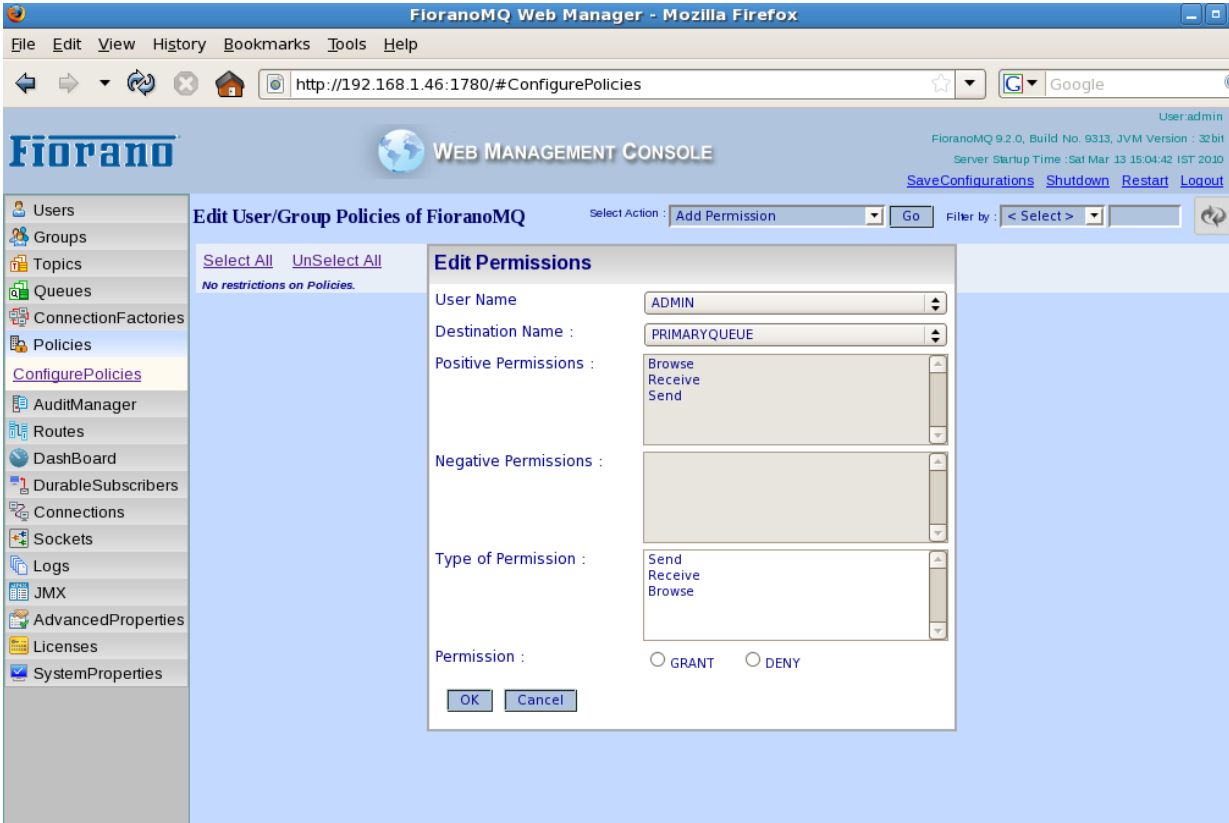 FioranoMQ Web Manager - Mozilla Firefox
File Edit View History Bookmarks Tools Help
http://192.168.1.46:1780/#ConfigurePolicies
G Google
Fiorano
WEB MANAGEMENT CONSOLE
User:admin
FioranoMQ 9.2.0, Build No. 9313, JVM Version : 32bit
Server Startup Time :Sat Mar 13 15:04:42 IST 2010
SaveConfigurations Shutdown Restart Logout
Users
Groups
Topics
Queues
ConnectionFactories
Policies
ConfigurePolicies
AuditManager
Routes
DashBoard
DurableSubscribers
Connections
Sockets
Logs
JMX
AdvancedProperties
Licenses
SystemProperties
Edit User/Group Policies of FioranoMQ
Select Action : Add Permission Go Filter by : < Select >
Select All UnSelect All
No restrictions on Policies.
Edit Permissions
User Name ADMIN
Destination Name : PRIMARYQUEUE
Positive Permissions :
Browse
Receive
Send
Negative Permissions :
Type of Permission :
Send
Receive
Browse
Permission : GRANT DENY
OK Cancel